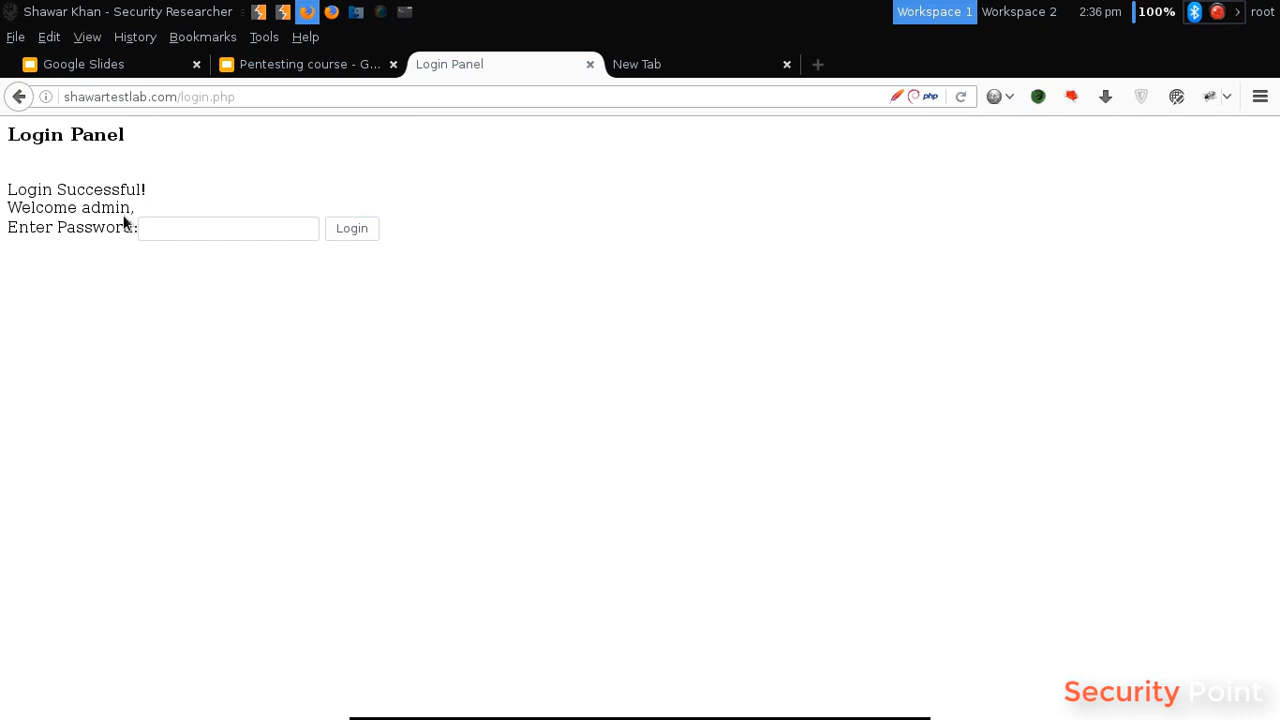 Shawar Khan - Security Researcher
Workspace 1 Workspace 2 2:36 pm 100% root
File Edit View History Bookmarks Tools Help
Google Slides Pentesting course - G... Login Panel New Tab
shawartestlab.com/login.php
php
Login Panel
Login Successful!
Welcome admin,
Enter Password: Login
Security Point